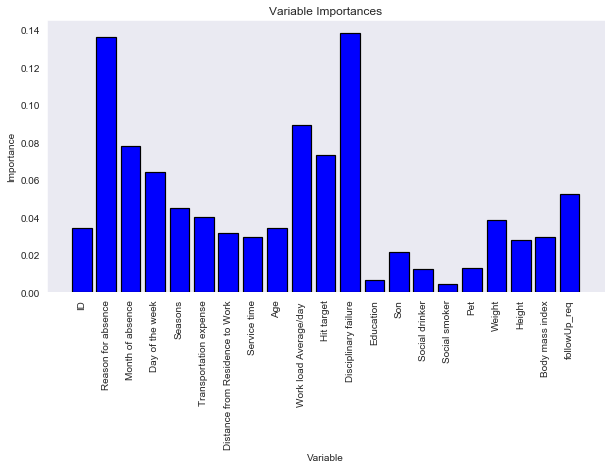 Variable Importances
Importance
0.14
0.12
0.10
0.08
0.06
0.04
0.02
0.00
ID
Reason for absence
Month of absence
Day of the week
Seasons
Transportation expense
Distance from Residence to Work
Service time
Age
Work load Average/day
Hit target
Disciplinary failure
Education
Son
Social drinker
Social smoker
Pet
Weight
Height
Body mass index
followUp_req
Variable